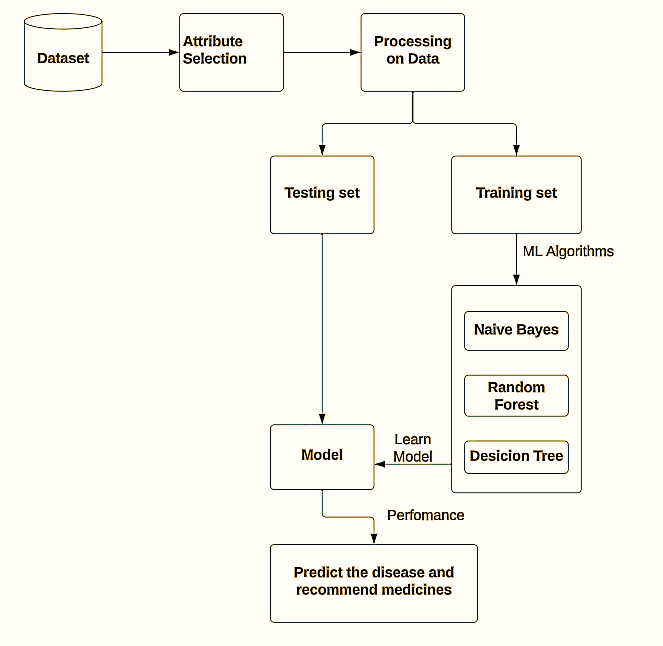 Dataset
Attribute
Selection
Processing
on Data
Testing set
Training set
ML Algorithms
Naive Bayes
Random
Forest
Desicion Tree
Learn
Model
Model
Perfomance
Predict the disease and
recommend medicines